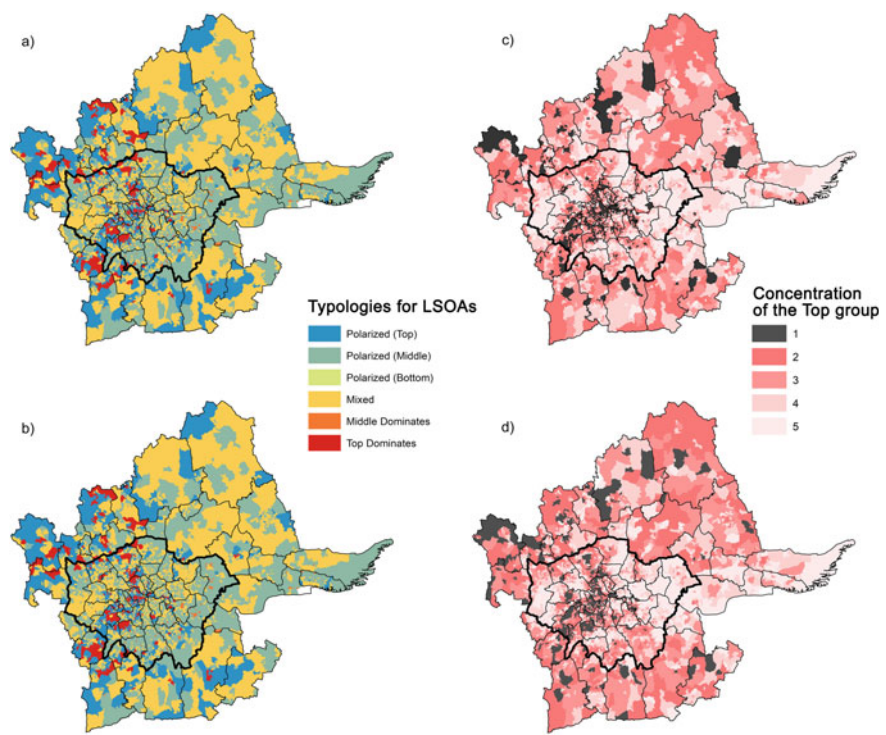 a)
c)
Typologies for LSOAs
Polarized (Top)
Polarized (Middle)
Polarized (Bottom)
Mixed
Middle Dominates
Top Dominates
Concentration
of the Top group
1
2
3
4
5
b)
d)